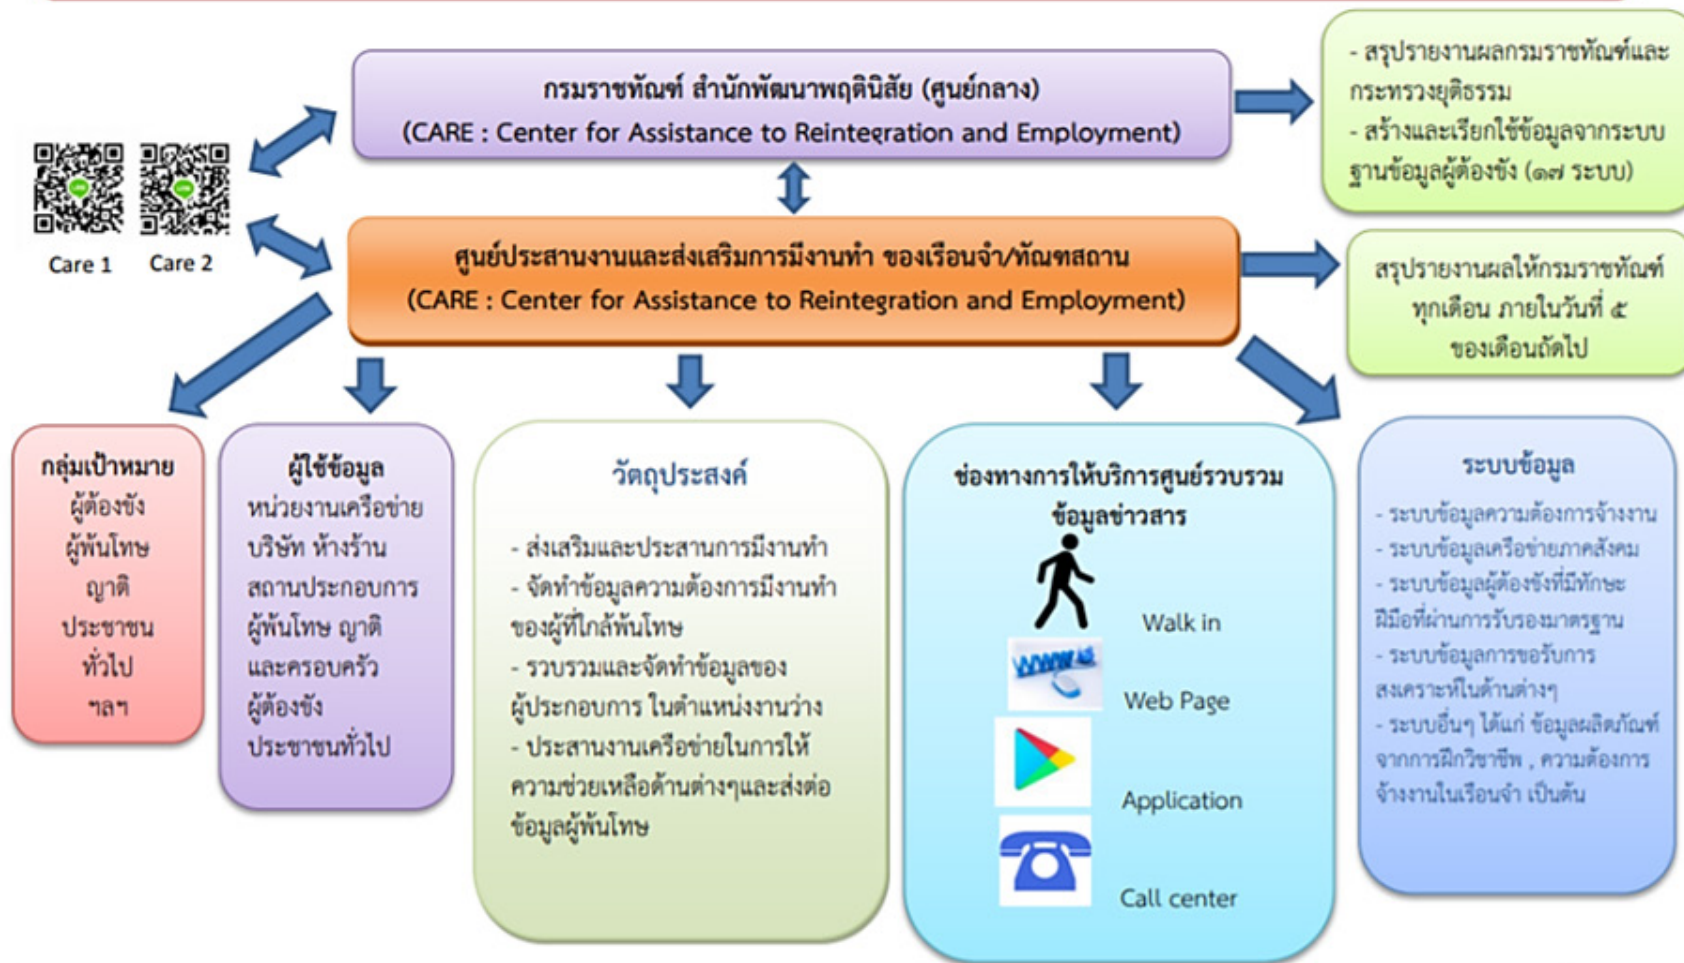 กรมราชทัณฑ์ สำนักพัฒนาพฤตินิสัย (ศูนย์กลาง)
(CARE : Center for Assistance to Reintegration and Employment)
- สรุปรายงานผลกรมราชทัณฑ์และ
กระทรวงยุติธรรม
- สร้างและเรียกใช้ข้อมูลจากระบบ
ฐานข้อมูลผู้ต้องขัง (๑๗ ระบบ)
Care 1
Care 2
ศูนย์ประสานงานและส่งเสริมการมีงานทำ ของเรือนจำ/ทัณฑสถาน
(CARE : Center for Assistance to Reintegration and Employment)
สรุปรายงานผลให้กรมราชทัณฑ์
ทุกเดือน ภายในวันที่ ๕
ของเดือนถัดไป
กลุ่มเป้าหมาย
ผู้ต้องขัง
ผู้พ้นโทษ
ญาติ
ประชาชน
ทั่วไป
ฯลฯ
ผู้ใช้ข้อมูล
หน่วยงานเครือข่าย
บริษัท ห้างร้าน
สถานประกอบการ
ผู้พ้นโทษ ญาติ
และครอบครัว
ผู้ต้องขัง
ประชาชนทั่วไป
วัตถุประสงค์
- ส่งเสริมและประสานการมีงานทำ
- จัดทำข้อมูลความต้องการมีงานทำ
ของผู้ที่ใกล้พ้นโทษ
- รวบรวมและจัดทำข้อมูลของ
ผู้ประกอบการ ในตำแหน่งงานว่าง
- ประสานงานเครือข่ายในการให้
ความช่วยเหลือด้านต่างๆและส่งต่อ
ข้อมูลผู้พ้นโทษ
ช่องทางการให้บริการศูนย์รวบรวม
ข้อมูลข่าวสาร
Walk in
WWW
Web Page
Application
Call center
ระบบข้อมูล
- ระบบข้อมูลความต้องการจ้างงาน
- ระบบข้อมูลเครือข่ายภาคสังคม
- ระบบข้อมูลผู้ต้องขังที่มีทักษะ
ฝีมือที่ผ่านการรับรองมาตรฐาน
- ระบบข้อมูลการขอรับการ
สงเคราะห์ในด้านต่างๆ
- ระบบอื่นๆ ได้แก่ ข้อมูลผลิตภัณฑ์
จากการฝึกวิชาชีพ , ความต้องการ
จ้างงานในเรือนจำ เป็นต้น